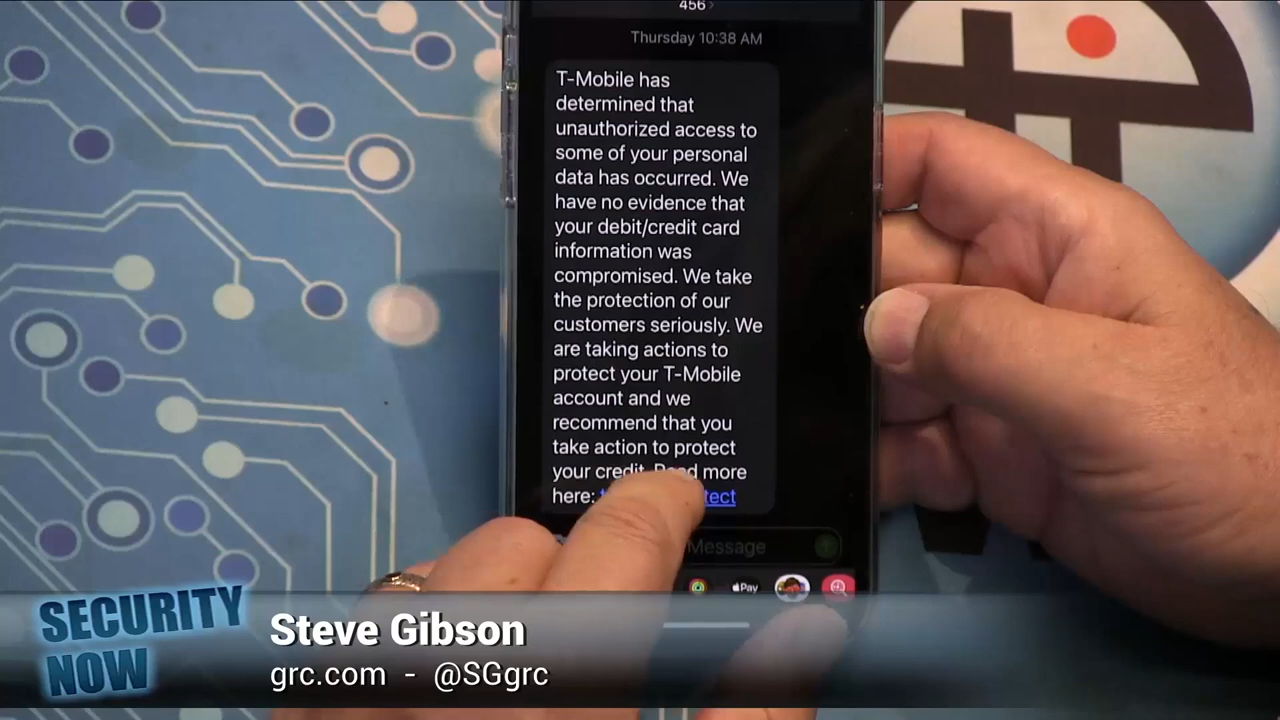 456
Thursday 10:38 AM
T-Mobile has
determined that
unauthorized access to
some of your personal
data has occurred. We
have no evidence that
your debit/credit card
information was
compromised. We take
the protection of our
customers seriously. We
are taking actions to
protect your T-Mobile
account and we
recommend that you
take action to protect
your credit. Read more
here: tect
Message
Pay
SECURITY
NOW
Steve Gibson
grc.com - @SGgrc